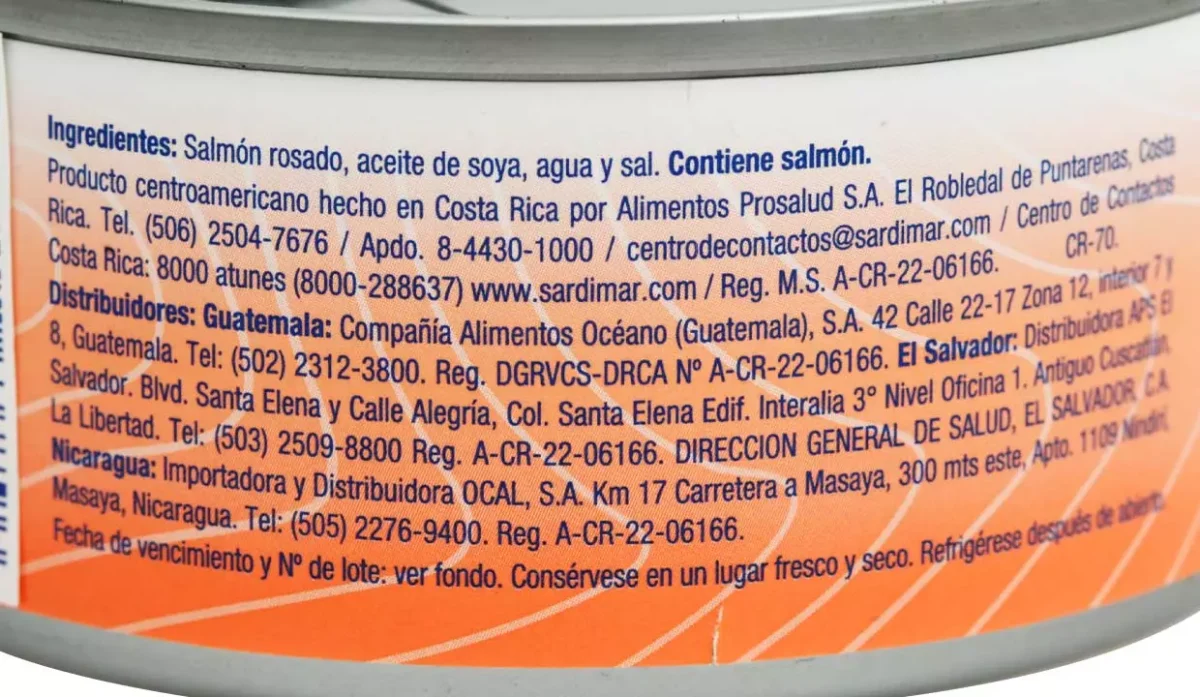 Ingredientes: Salmón rosado, aceite de soya, agua y sal. Contiene salmón.
Producto centroamericano hecho en Costa Rica por Alimentos Prosalud S.A. El Robledal de Puntarenas, Costa
Rica. Tel. (506) 2504-7676 / Apdo. 8-4430-1000 / centrodecontactos@sardimar.com / Centro de Contactos
Costa Rica: 8000 atunes (8000-288637) www.sardimar.com / Reg. M.S. A-CR-22-06166. CR-70.
Distribuidores: Guatemala: Compañía Alimentos Océano (Guatemala), S.A. 42 Calle 22-17 Zona 12, interior 7 y
8, Guatemala. Tel: (502) 2312-3800. Reg. DGRVCS-DRCA Nº A-CR-22-06166. El Salvador: Distribuidora APS El
Salvador. Blvd. Santa Elena y Calle Alegría, Col. Santa Elena Edif. Interalia 3° Nivel Oficina 1. Antiguo Cuscatlán,
La Libertad. Tel: (503) 2509-8800 Reg. A-CR-22-06166. DIRECCION GENERAL DE SALUD, EL SALVADOR, C.A.
Nicaragua: Importadora y Distribuidora OCAL, S.A. Km 17 Carretera a Masaya, 300 mts este, Apto. 1109 Nindirí,
Masaya, Nicaragua. Tel: (505) 2276-9400. Reg. A-CR-22-06166.
Fecha de vencimiento y Nº de lote: ver fondo. Consérvese en un lugar fresco y seco. Refrigérese después de abierto.